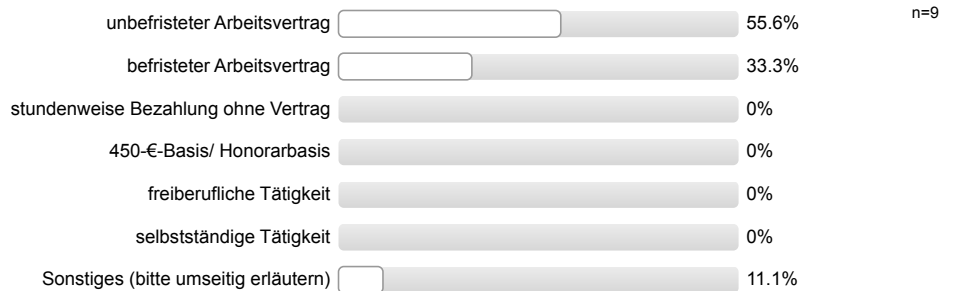 unbefristeter Arbeitsvertrag 55.6% n=9
befristeter Arbeitsvertrag 33.3%
stundenweise Bezahlung ohne Vertrag 0%
450-€-Basis/ Honorarbasis 0%
freiberufliche Tätigkeit 0%
selbstständige Tätigkeit 0%
Sonstiges (bitte umseitig erläutern) 11.1%